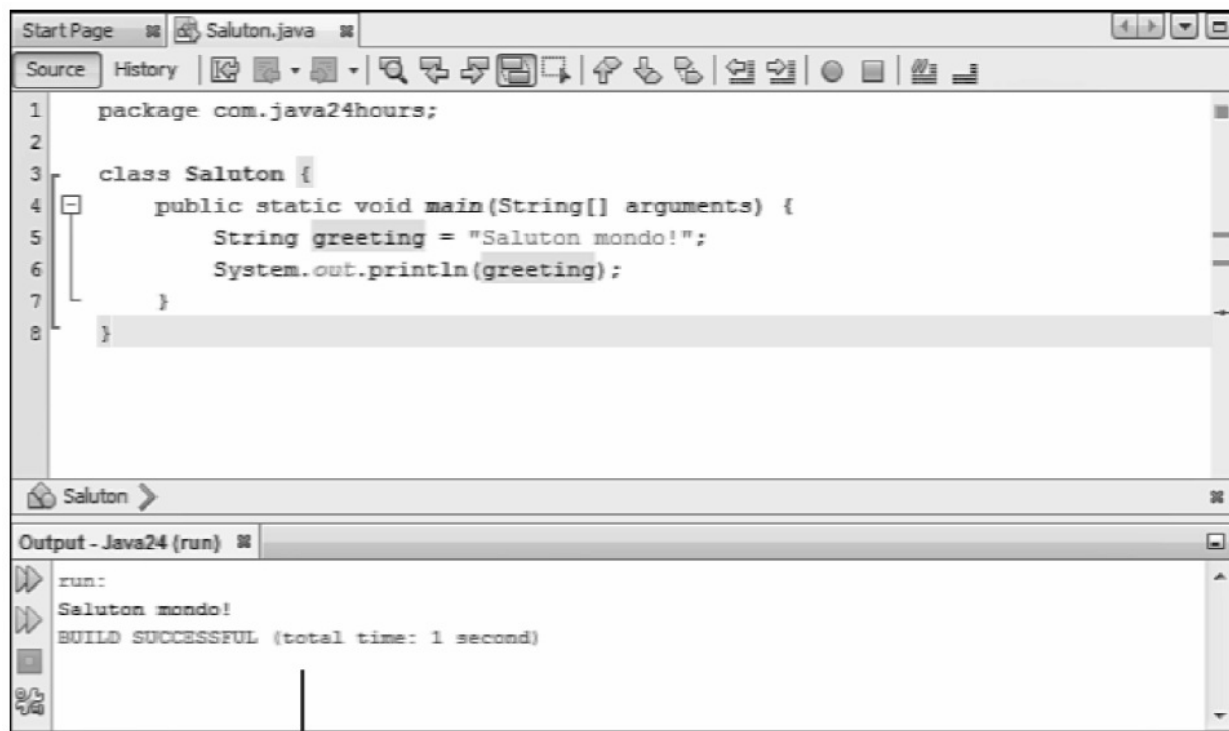 Start Page Saluton.java
Source History
1 package com.java24hours;
2
3 class Saluton {
4 public static void main(String[] arguments) {
5 String greeting = "Saluton mondo!";
6 System.out.println(greeting);
7 }
8 }
Saluton
Output - Java24 (run)
run:
Saluton mondo!
BUILD SUCCESSFUL (total time: 1 second)